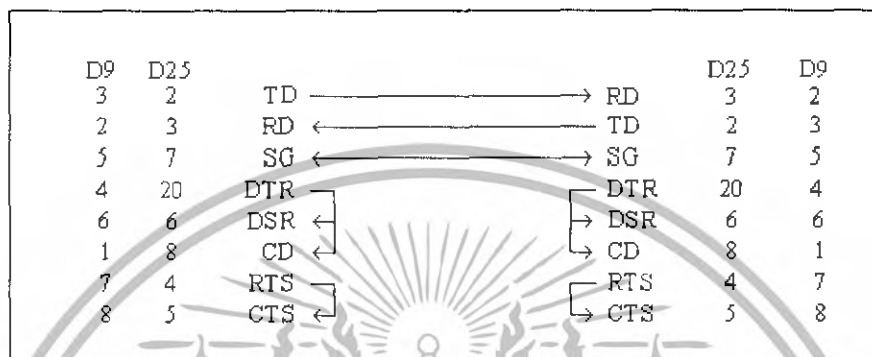 D9 D25 D25 D9
3 2 TD RD 3 2
2 3 RD TD 2 3
5 7 SG SG 7 5
4 20 DTR DTR 20 4
6 6 DSR DSR 6 6
1 8 CD CD 8 1
7 4 RTS RTS 4 7
8 5 CTS CTS 5 8